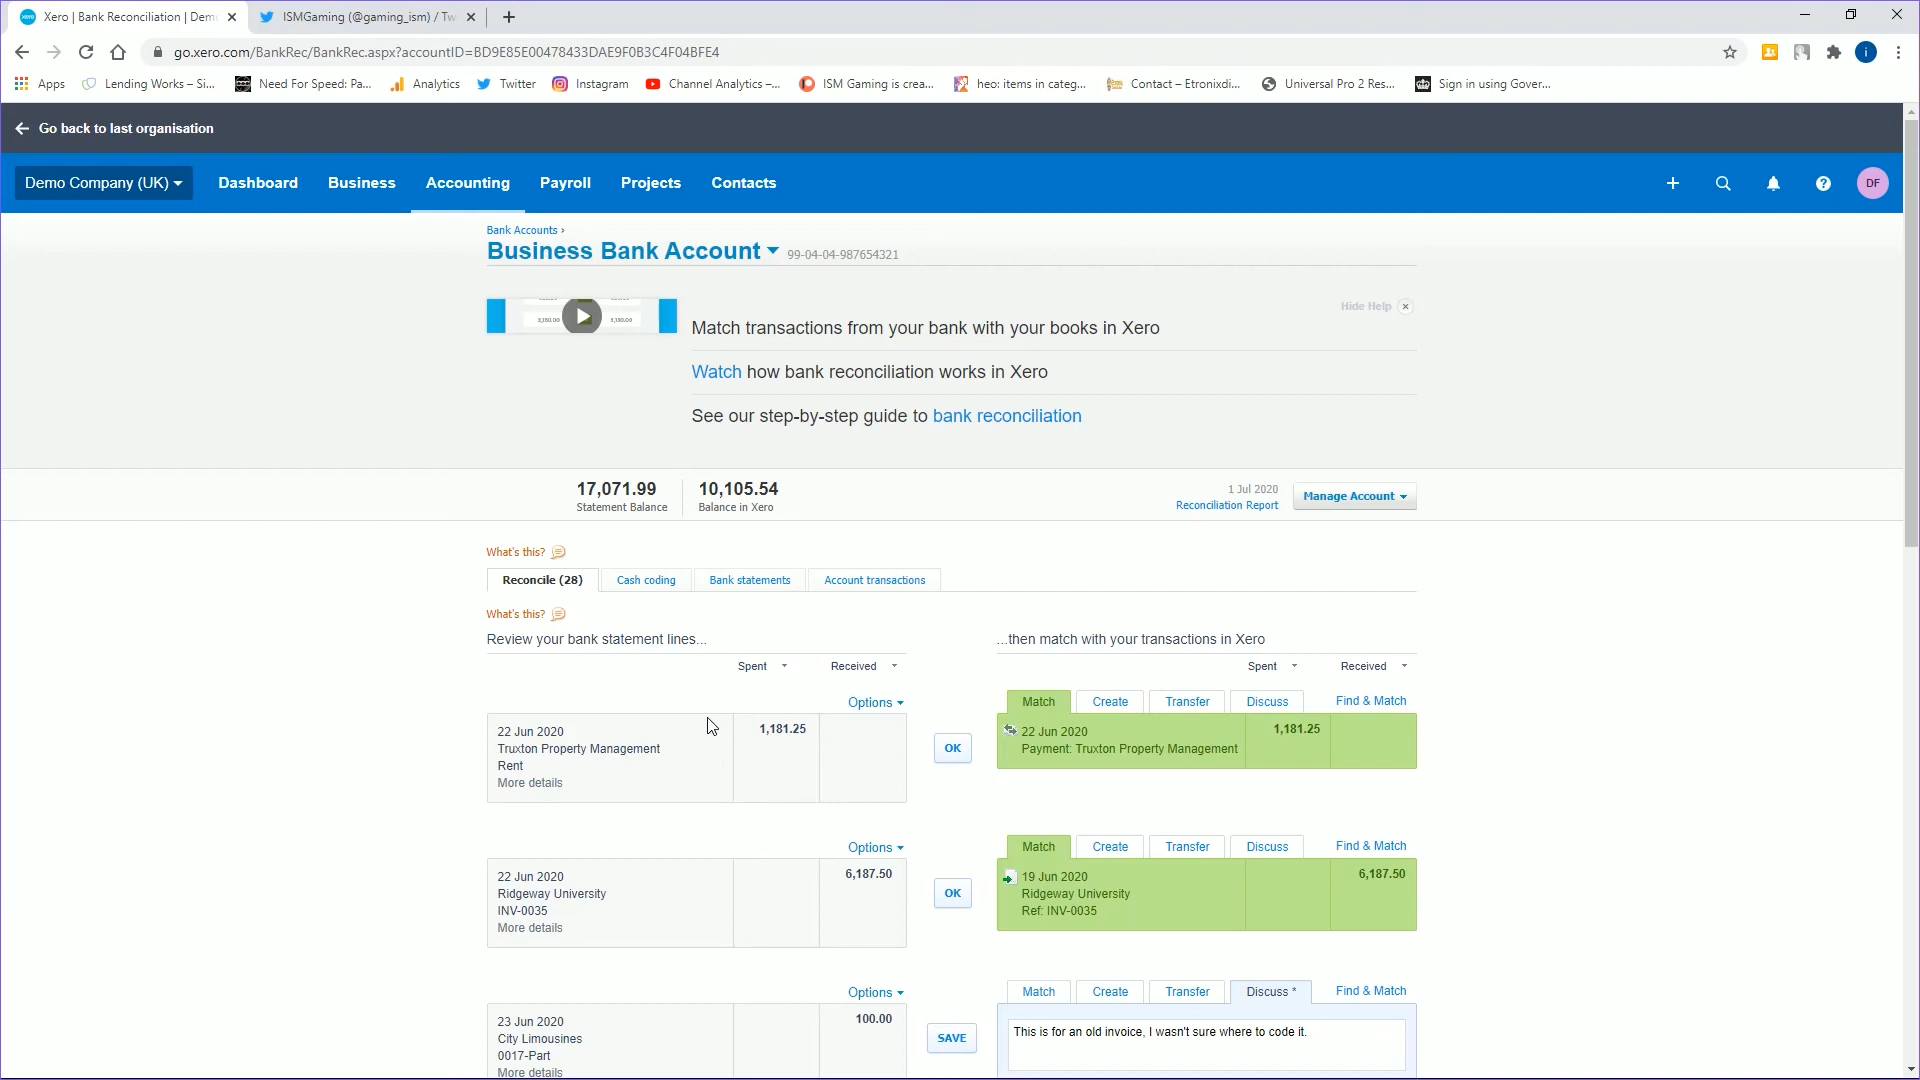 Xero | Bank Reconciliation | Demo
ISMGaming (@gaming_ism) / Tw
go.xero.com/BankRec/BankRec.aspx?accountID=BD9E85E00478433DAE9F0B3C4F04BFE4
i
Apps
Lending Works – Si...
Need For Speed: Pa...
Analytics
Twitter
Instagram
Channel Analytics –...
ISM Gaming is crea...
heo: items in categ...
Contact – Etronixdi...
Universal Pro 2 Res...
Sign in using Gover...
Go back to last organisation
Demo Company (UK)
Dashboard
Business
Accounting
Payroll
Projects
Contacts
DF
Bank Accounts ›
Business Bank Account 99-04-04-987654321
3,150.00 3,150.00
Hide Help
Match transactions from your bank with your books in Xero
Watch how bank reconciliation works in Xero
See our step-by-step guide to bank reconciliation
17,071.99
Statement Balance
10,105.54
Balance in Xero
1 Jul 2020
Reconciliation Report
Manage Account
What's this?
Reconcile (28)
Cash coding
Bank statements
Account transactions
What's this?
Review your bank statement lines...
...then match with your transactions in Xero
Spent Received
Spent Received
Options
Match Create Transfer Discuss Find & Match
22 Jun 2020
Truxton Property Management
Rent
More details
1,181.25
OK
22 Jun 2020
Payment: Truxton Property Management
1,181.25
Options
Match Create Transfer Discuss Find & Match
22 Jun 2020
Ridgeway University
INV-0035
More details
6,187.50
OK
19 Jun 2020
Ridgeway University
Ref: INV-0035
6,187.50
Options
Match Create Transfer Discuss * Find & Match
23 Jun 2020
City Limousines
0017-Part
More details
100.00
SAVE
This is for an old invoice, I wasn't sure where to code it.